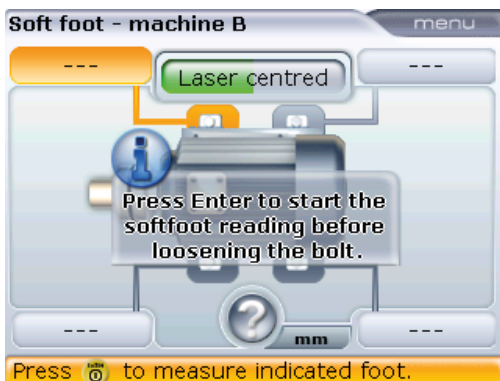 Soft foot - machine B
menu
---
Laser centred
---
Press Enter to start the
softfoot reading before
loosening the bolt.
---
?
mm
---
Press to measure indicated foot.